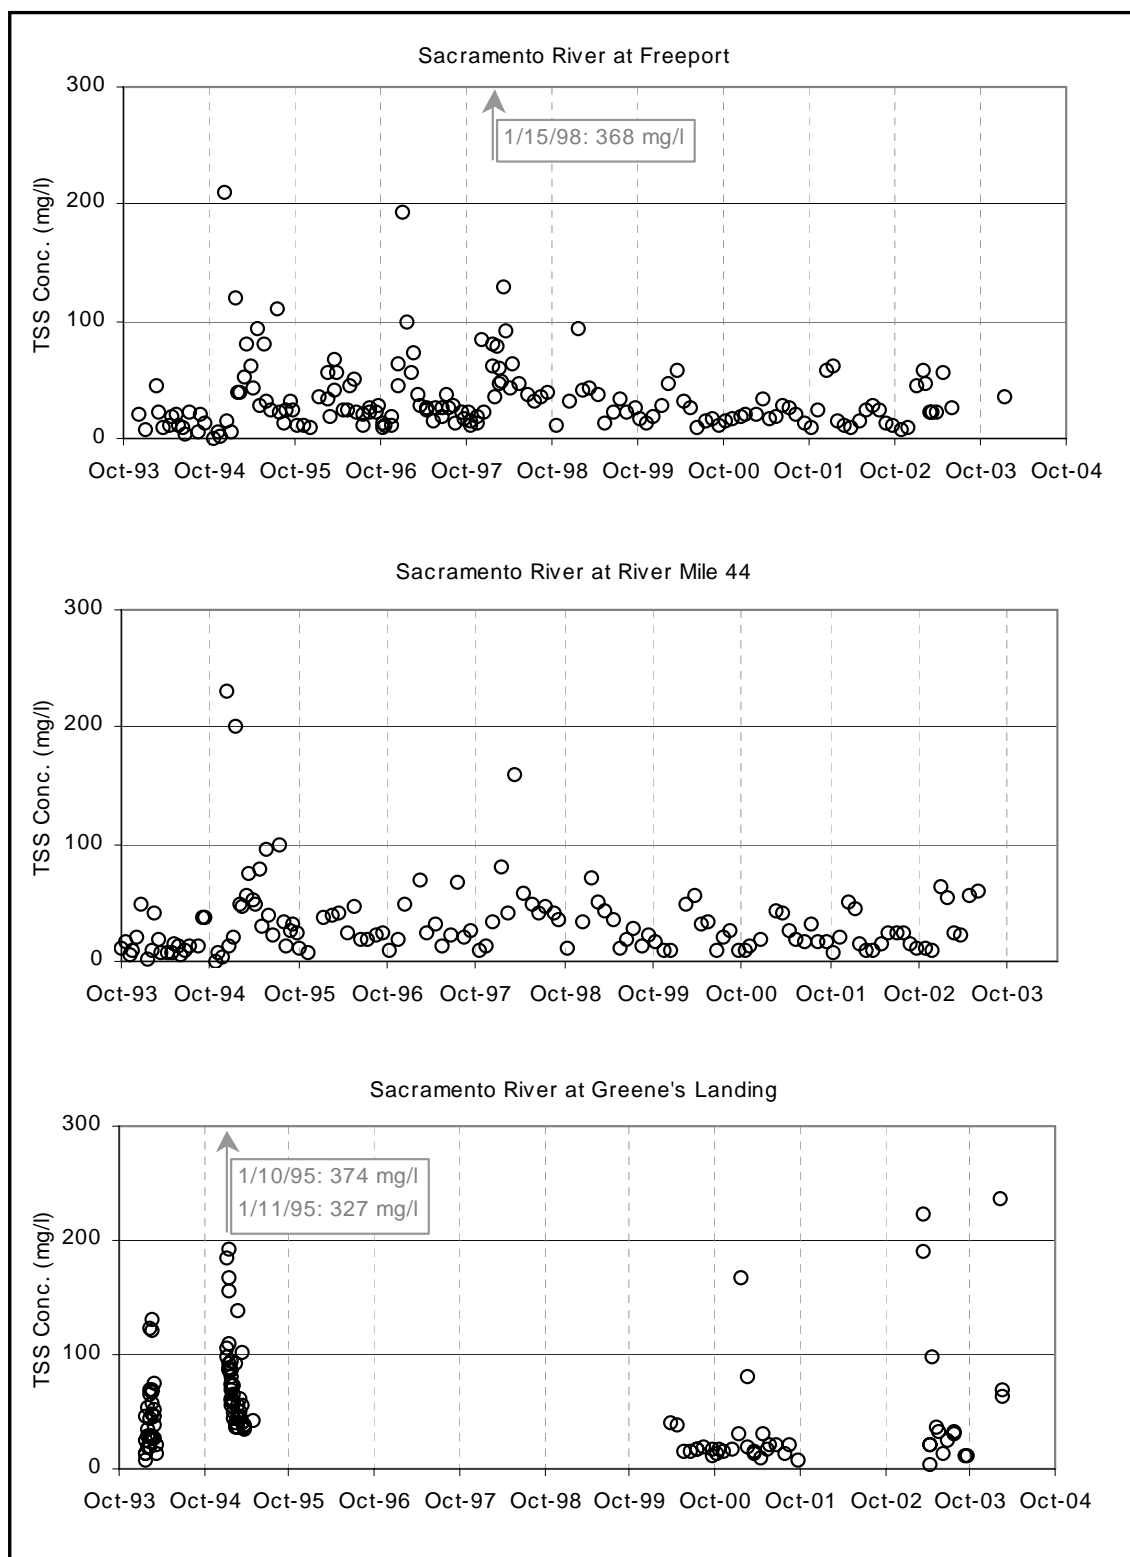 Sacramento River at Freeport
300
1/15/98: 368 mg/l
200
100
0
TSS Conc. (mg/l)
Oct-93 Oct-94 Oct-95 Oct-96 Oct-97 Oct-98 Oct-99 Oct-00 Oct-01 Oct-02 Oct-03 Oct-04
Sacramento River at River Mile 44
300
200
100
0
TSS Conc. (mg/l)
Oct-93 Oct-94 Oct-95 Oct-96 Oct-97 Oct-98 Oct-99 Oct-00 Oct-01 Oct-02 Oct-03
Sacramento River at Greene's Landing
300
1/10/95: 374 mg/l
1/11/95: 327 mg/l
200
100
0
TSS Conc. (mg/l)
Oct-93 Oct-94 Oct-95 Oct-96 Oct-97 Oct-98 Oct-99 Oct-00 Oct-01 Oct-02 Oct-03 Oct-04